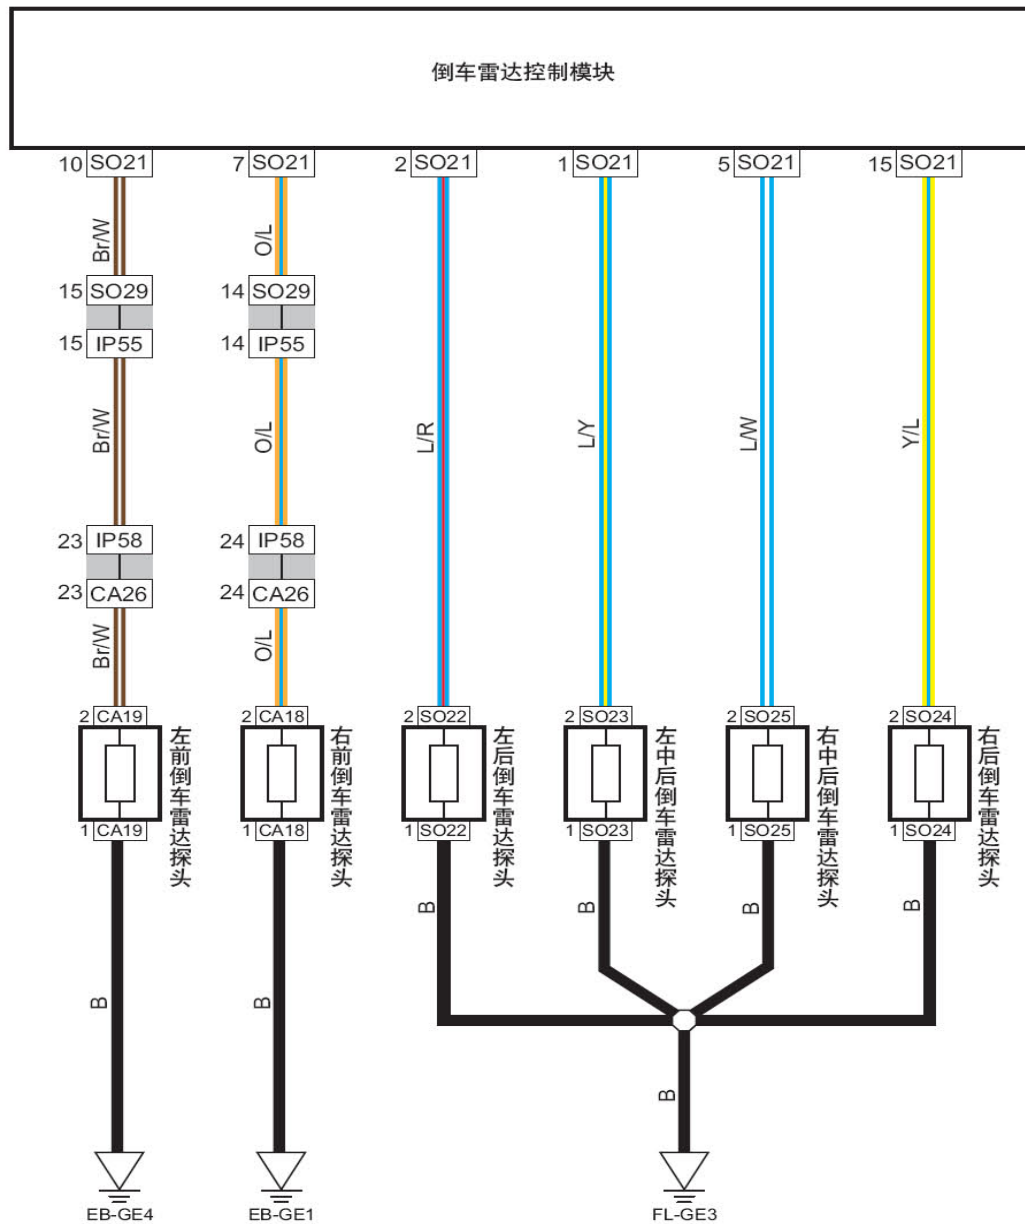 倒车雷达控制模块
10 SO21
7 SO21
2 SO21
1 SO21
5 SO21
15 SO21
Br/W
O/L
15 SO29
14 SO29
15 IP55
14 IP55
Br/W
O/L
L/R
L/Y
L/W
Y/L
23 IP58
24 IP58
23 CA26
24 CA26
Br/W
O/L
2 CA19
2 CA18
2 SO22
2 SO23
2 SO25
2 SO24
左前倒车雷达探头
右前倒车雷达探头
左后倒车雷达探头
左中后倒车雷达探头
右中后倒车雷达探头
右后倒车雷达探头
1 CA19
1 CA18
1 SO22
1 SO23
1 SO25
1 SO24
B
B
B
B
B
B
B
EB-GE4
EB-GE1
FL-GE3